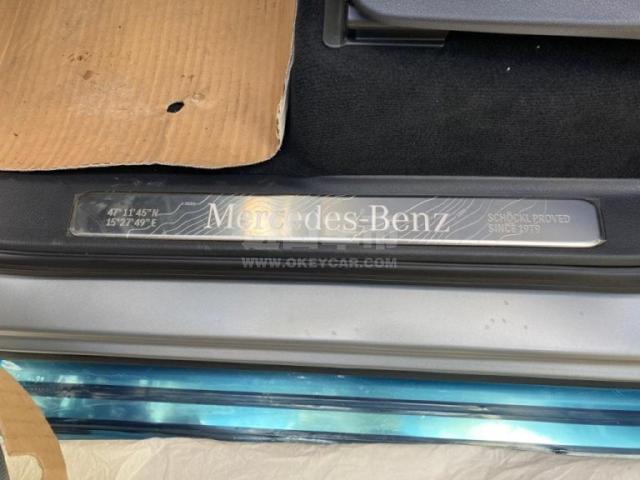 47°11'45"N
15°27'49"E
Mercedes-Benz
SCHÖCKL PROVED
SINCE 1979
WWW.OKEYCAR.COM